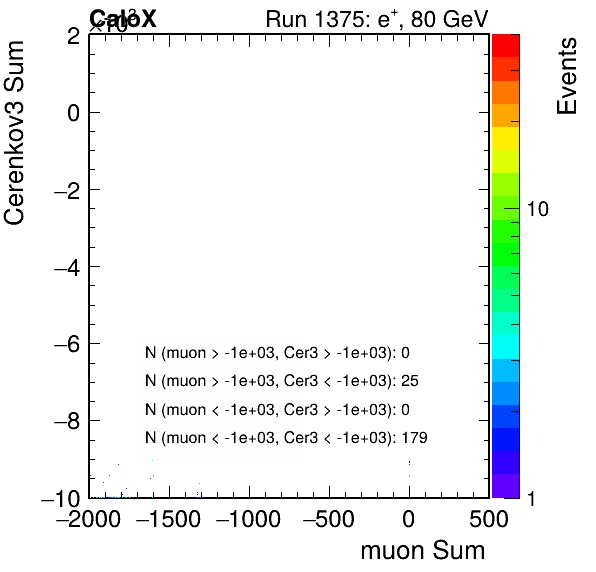 CaloX
×10³
Run 1375: e⁺, 80 GeV
Cerenkov3 Sum
Events
2
0
−2
−4
−6
−8
−10
N (muon > -1e+03, Cer3 > -1e+03): 0
N (muon > -1e+03, Cer3 < -1e+03): 25
N (muon < -1e+03, Cer3 > -1e+03): 0
N (muon < -1e+03, Cer3 < -1e+03): 179
10
1
−2000 −1500 −1000 −500 0 500
muon Sum